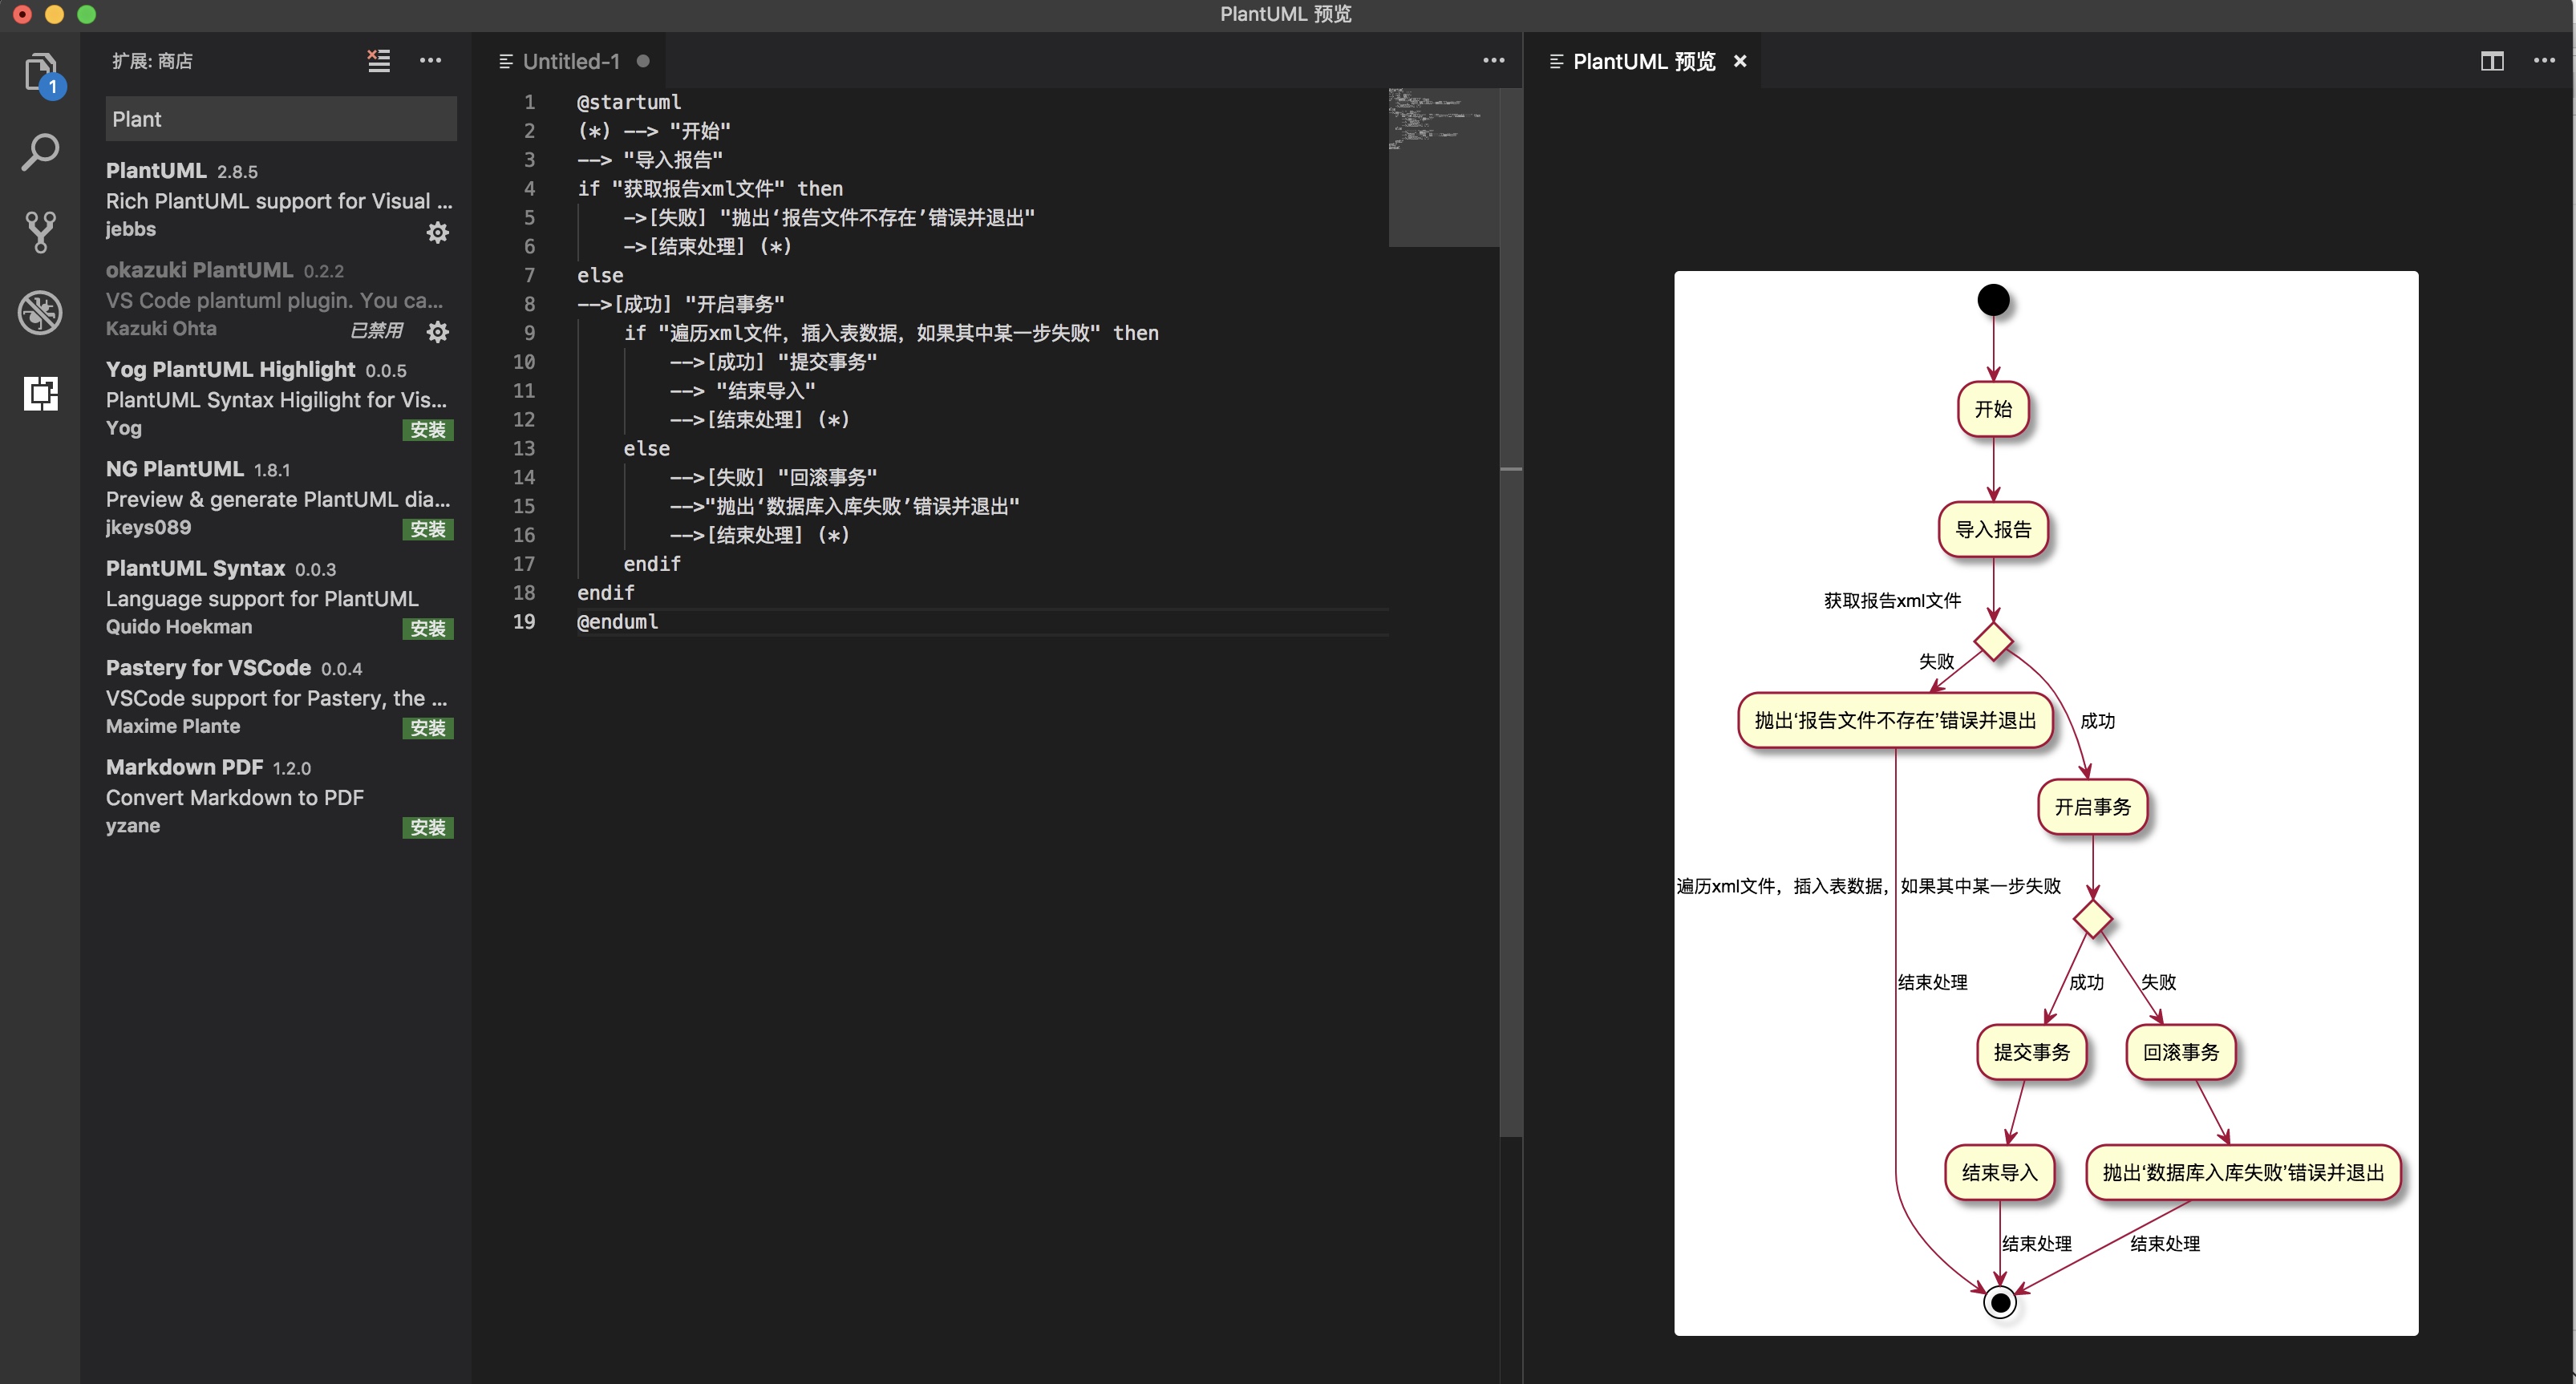 PlantUML 预览
扩展: 商店
Plant
PlantUML 2.8.5
Rich PlantUML support for Visual ...
jebbs
okazuki PlantUML 0.2.2
VS Code plantuml plugin. You ca...
Kazuki Ohta 已禁用
Yog PlantUML Highlight 0.0.5
PlantUML Syntax Higilight for Vis...
Yog 安装
NG PlantUML 1.8.1
Preview & generate PlantUML dia...
jkeys089 安装
PlantUML Syntax 0.0.3
Language support for PlantUML
Quido Hoekman 安装
Pastery for VSCode 0.0.4
VSCode support for Pastery, the ...
Maxime Plante 安装
Markdown PDF 1.2.0
Convert Markdown to PDF
yzane 安装
1
Untitled-1
1 @startuml
2 (*) --> "开始"
3 --> "导入报告"
4 if "获取报告xml文件" then
5 ->[失败] "抛出‘报告文件不存在’错误并退出"
6 ->[结束处理] (*)
7 else
8 -->[成功] "开启事务"
9 if "遍历xml文件，插入表数据，如果其中某一步失败" then
10 -->[成功] "提交事务"
11 --> "结束导入"
12 -->[结束处理] (*)
13 else
14 -->[失败] "回滚事务"
15 -->"抛出‘数据库入库失败’错误并退出"
16 -->[结束处理] (*)
17 endif
18 endif
19 @enduml
PlantUML 预览
开始
导入报告
获取报告xml文件
失败
抛出‘报告文件不存在’错误并退出
成功
开启事务
遍历xml文件，插入表数据，如果其中某一步失败
结束处理
成功
失败
提交事务
回滚事务
结束导入
抛出‘数据库入库失败’错误并退出
结束处理
结束处理